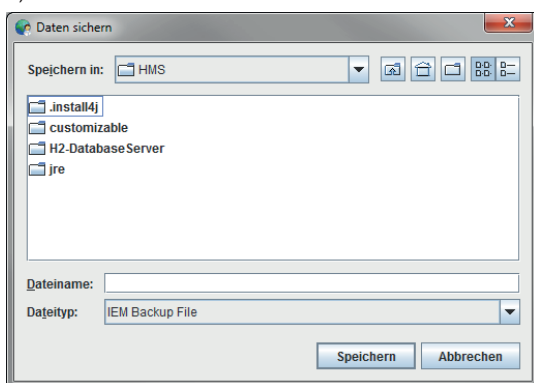 Daten sichern
Speichern in: HMS
.install4j
customizable
H2-DatabaseServer
jre
Dateiname:
Dateityp: IEM Backup File
Speichern Abbrechen